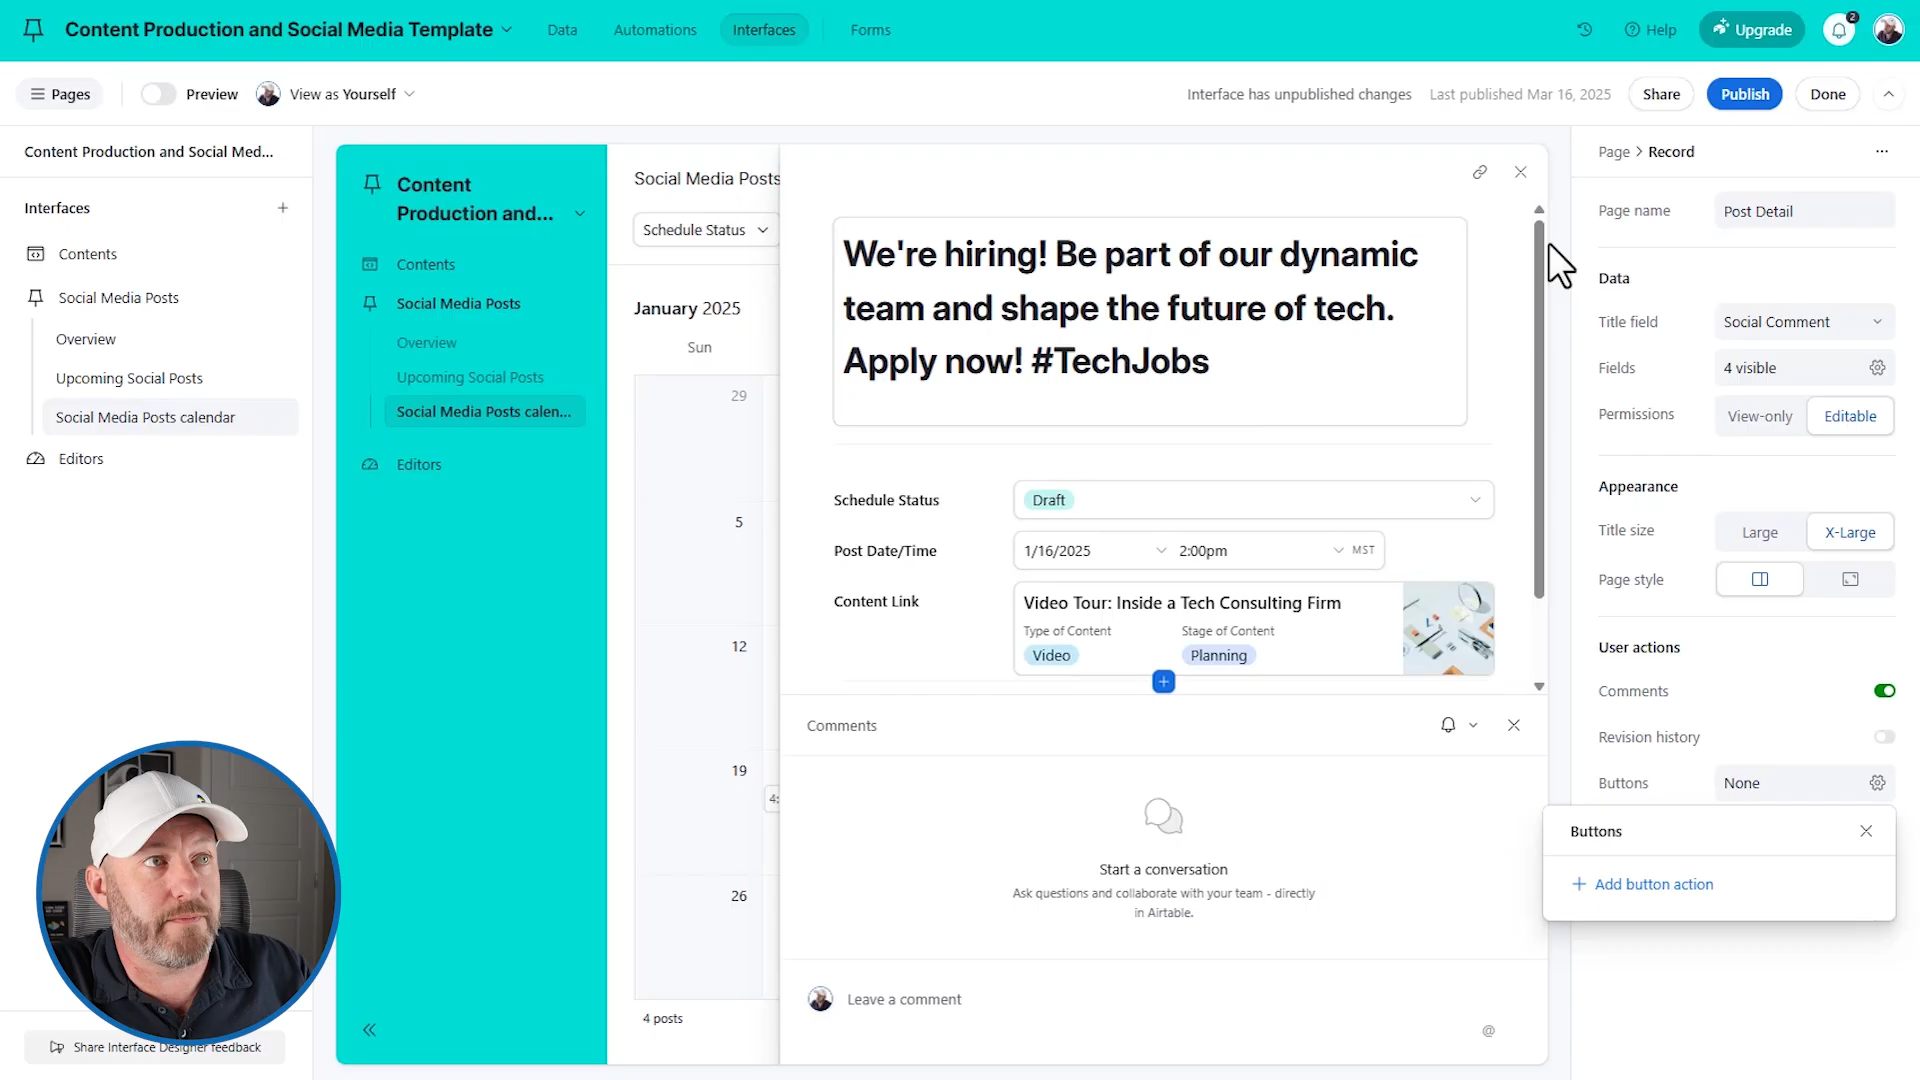 Content Production and Social Media Template
Data
Automations
Interfaces
Forms
Help
Upgrade
2
Pages
Preview
View as Yourself
Interface has unpublished changes
Last published Mar 16, 2025
Share
Publish
Done
Content Production and Social Med...
Interfaces
Contents
Social Media Posts
Overview
Upcoming Social Posts
Social Media Posts calendar
Editors
Share Interface Designer feedback
Content
Production and...
Contents
Social Media Posts
Overview
Upcoming Social Posts
Social Media Posts calen...
Editors
Social Media Posts
Schedule Status
January 2025
Sun
29
5
12
19
4:
26
4 posts
We're hiring! Be part of our dynamic
team and shape the future of tech.
Apply now! #TechJobs
Schedule Status
Draft
Post Date/Time
1/16/2025
2:00pm
MST
Content Link
Video Tour: Inside a Tech Consulting Firm
Type of Content
Stage of Content
Video
Planning
Comments
Start a conversation
Ask questions and collaborate with your team - directly
in Airtable.
Leave a comment
@
Page > Record
Page name
Post Detail
Data
Title field
Social Comment
Fields
4 visible
Permissions
View-only
Editable
Appearance
Title size
Large
X-Large
Page style
User actions
Comments
Revision history
Buttons
None
Buttons
+ Add button action